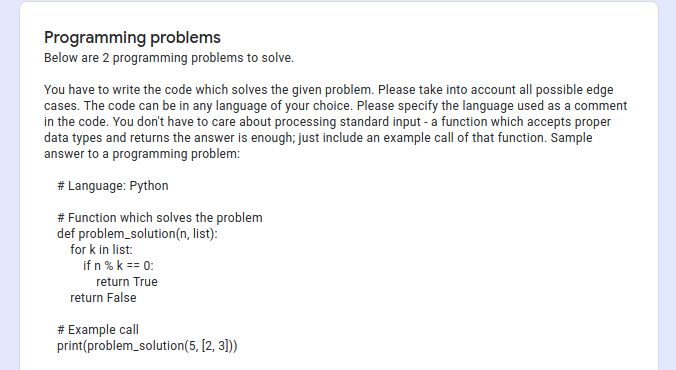 Programming problems
Below are 2 programming problems to solve.
You have to write the code which solves the given problem. Please take into account all possible edge
cases. The code can be in any language of your choice. Please specify the language used as a comment
in the code. You don't have to care about processing standard input - a function which accepts proper
data types and returns the answer is enough; just include an example call of that function. Sample
answer to a programming problem:
# Language: Python
# Function which solves the problem
def problem_solution(n, list):
for k in list:
if n % k == 0:
return True
return False
# Example call
print(problem_solution(5, [2, 3]))